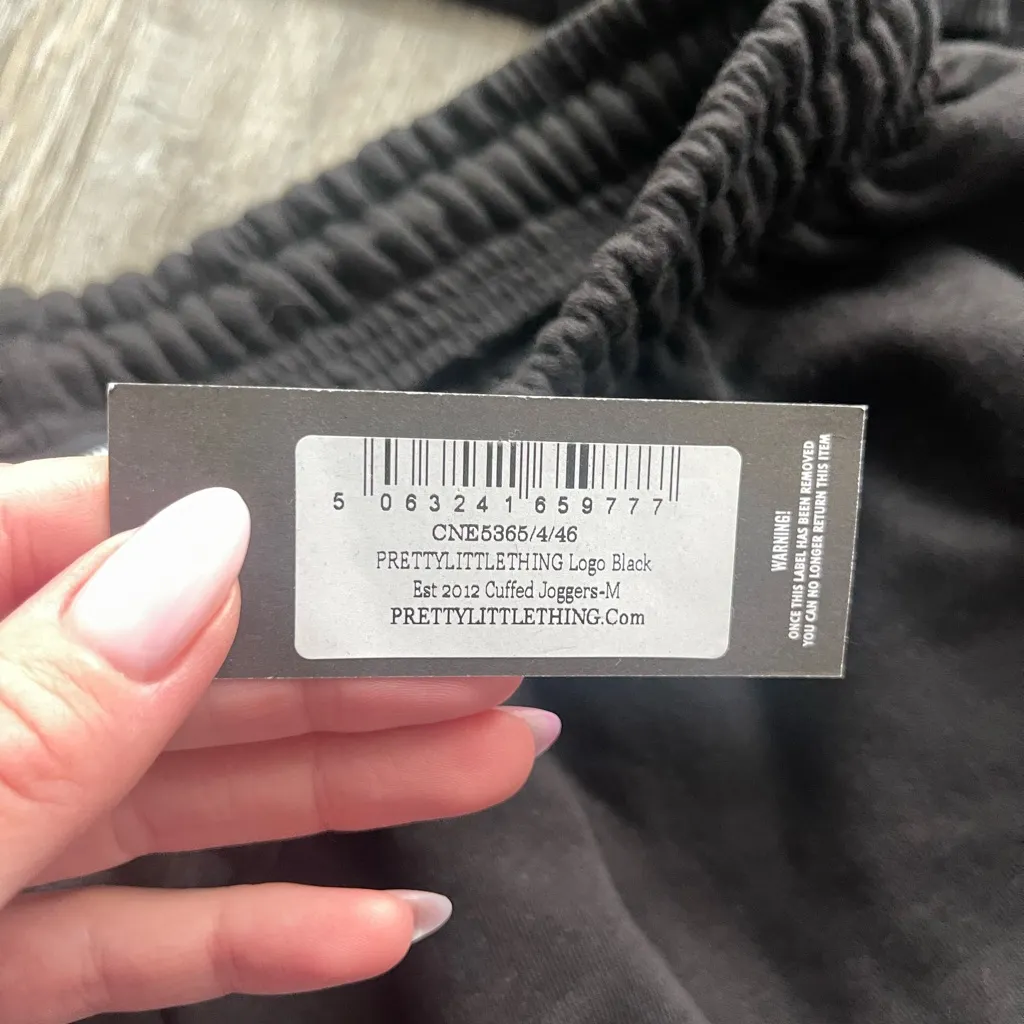 5 063241 659777
CNE5365/4/46
PRETTYLITTLETHING Logo Black
Est 2012 Cuffed Joggers-M
PRETTYLITTLETHING.Com
WARNING!
ONCE THIS LABEL HAS BEEN REMOVED
YOU CAN NO LONGER RETURN THIS ITEM